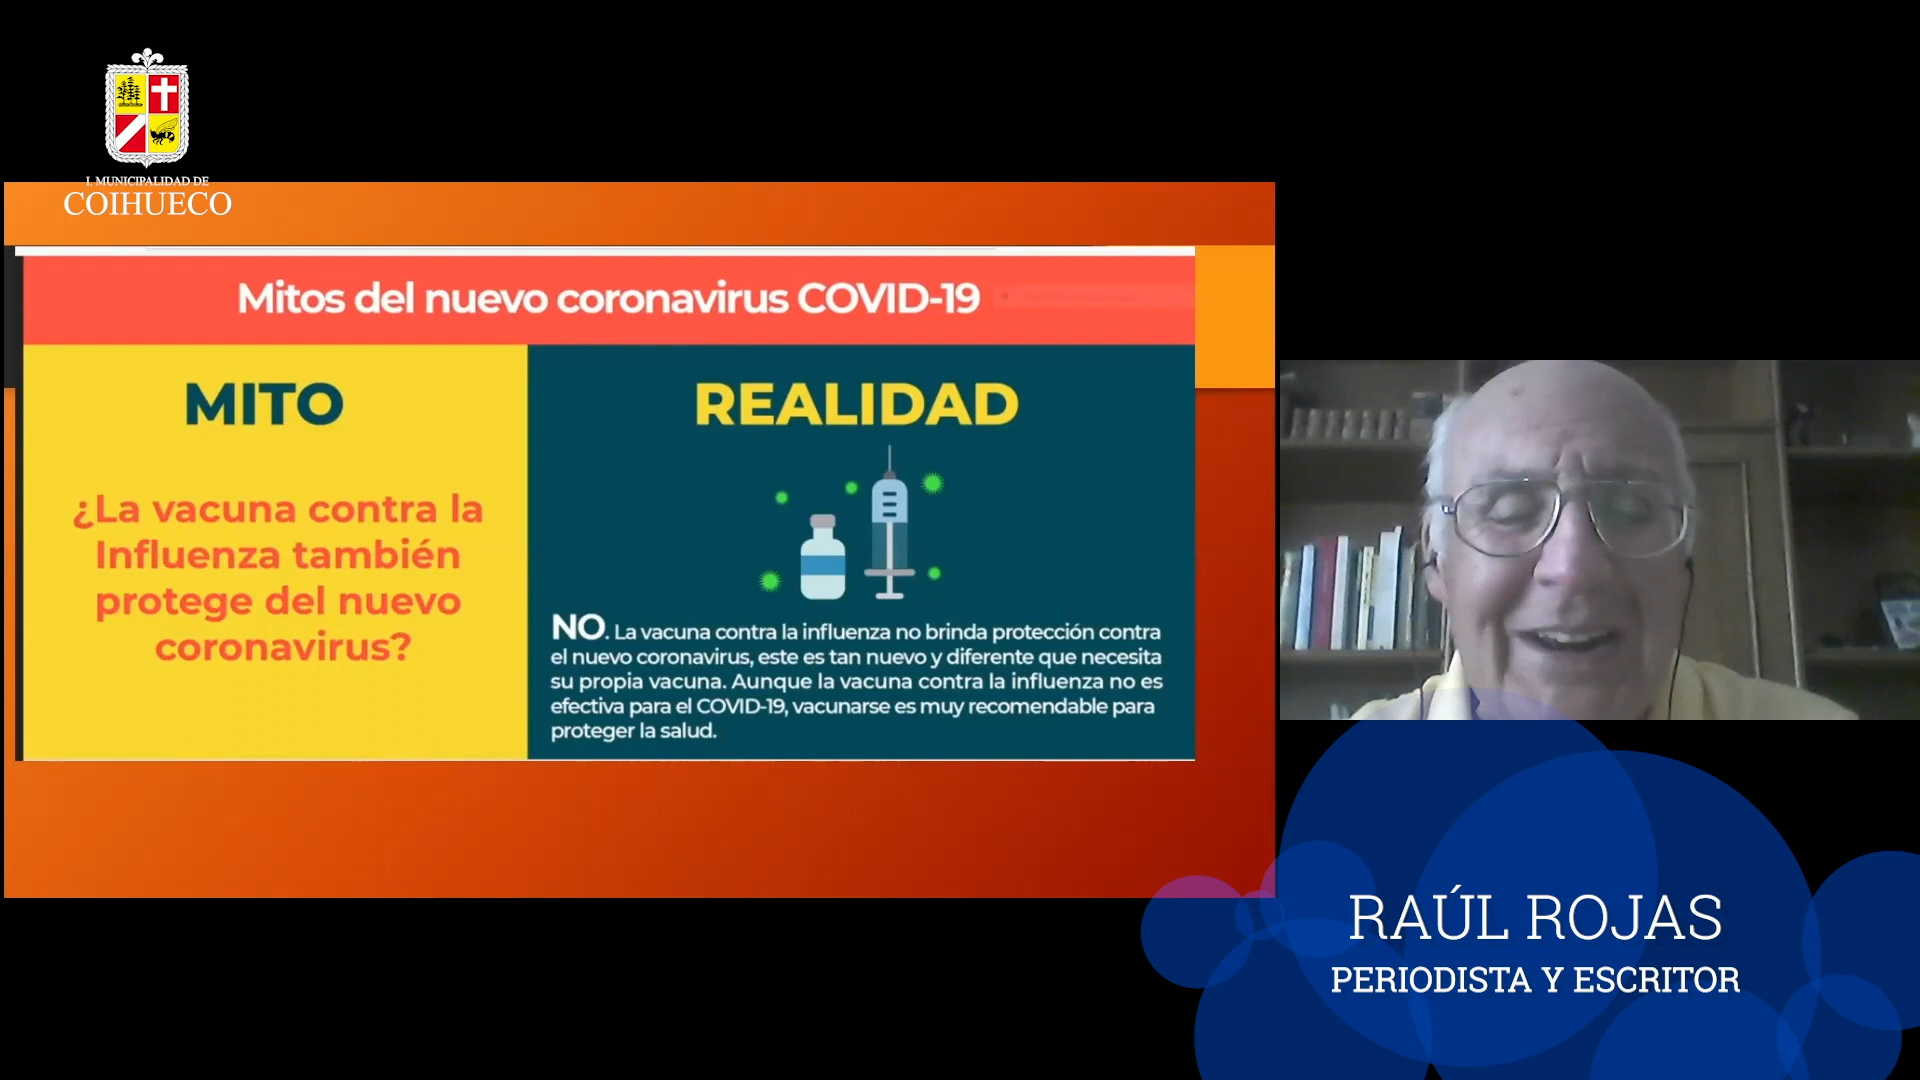 I. MUNICIPALIDAD DE
COIHUECO
Mitos del nuevo coronavirus COVID-19
MITO
¿La vacuna contra la
Influenza también
protege del nuevo
coronavirus?
REALIDAD
NO. La vacuna contra la influenza no brinda protección contra
el nuevo coronavirus, este es tan nuevo y diferente que necesita
su propia vacuna. Aunque la vacuna contra la influenza no es
efectiva para el COVID-19, vacunarse es muy recomendable para
proteger la salud.
RAÚL ROJAS
PERIODISTA Y ESCRITOR